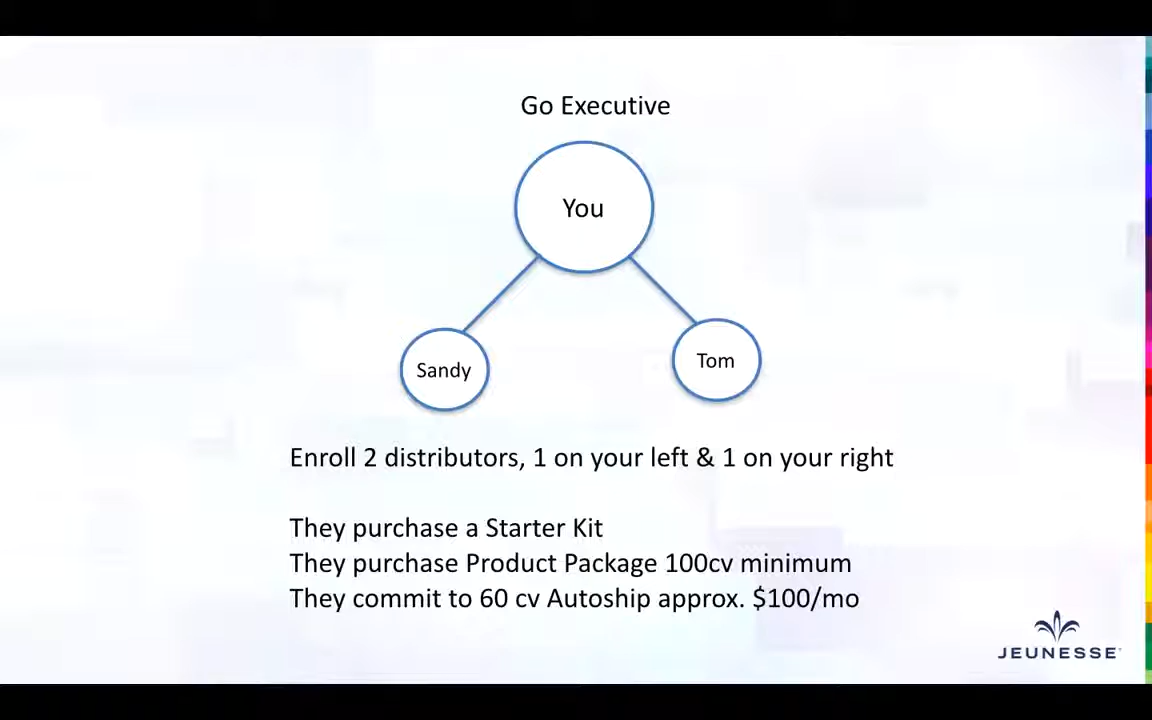 Go Executive
You
Sandy
Tom
Enroll 2 distributors, 1 on your left & 1 on your right
They purchase a Starter Kit
They purchase Product Package 100cv minimum
They commit to 60 cv Autoship approx. $100/mo
JEUNESSE